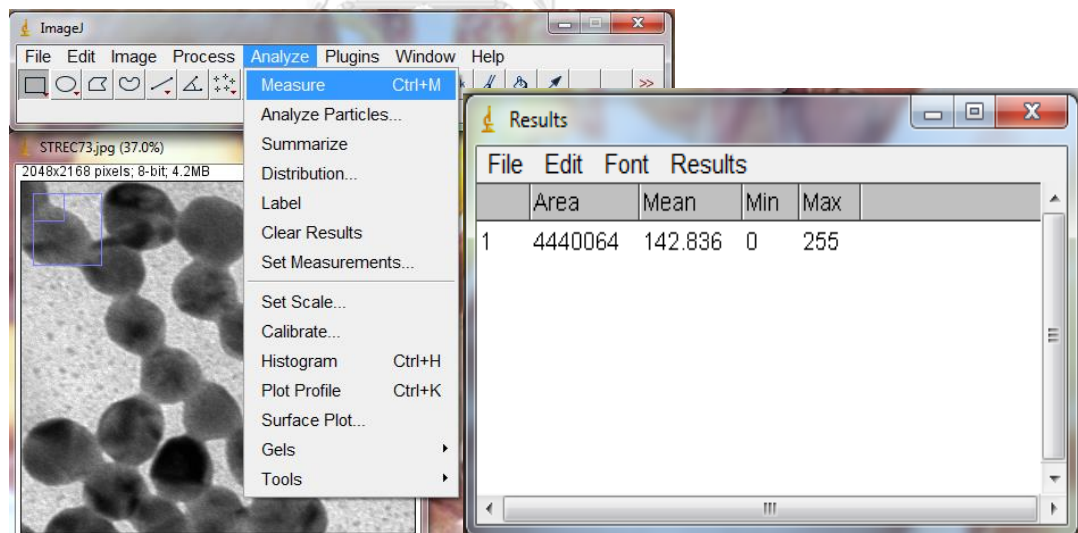 ImageJ
File Edit Image Process Analyze Plugins Window Help
>>
Measure Ctrl+M
Analyze Particles...
Summarize
Distribution...
Label
Clear Results
Set Measurements...
Set Scale...
Calibrate...
Histogram Ctrl+H
Plot Profile Ctrl+K
Surface Plot...
Gels
Tools
STREC73.jpg (37.0%)
2048x2168 pixels; 8-bit; 4.2MB
Results
File Edit Font Results
Area Mean Min Max
1 4440064 142.836 0 255